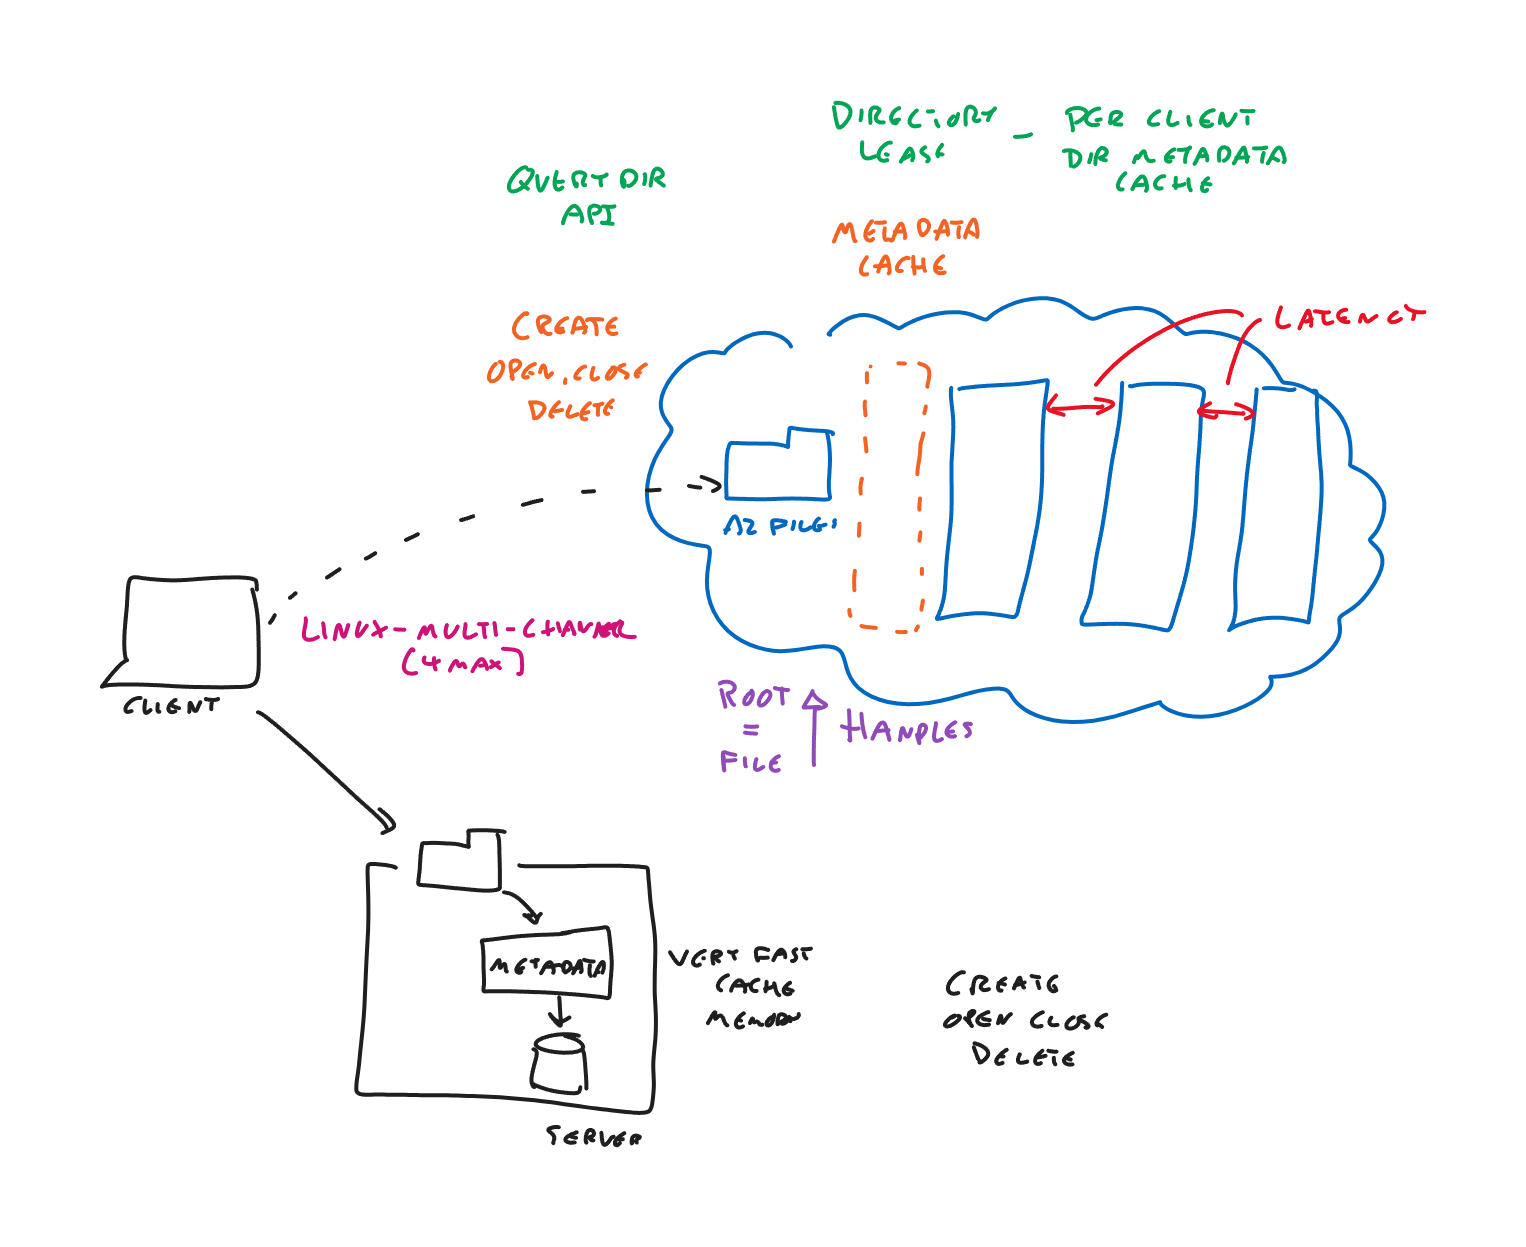 DIRECTORY
LEASE
- PER CLIENT
DIR METADATA
CACHE
QUERY DIR
API
METADATA
CACHE
CREATE
OPEN, CLOSE
DELETE
LATENCY
AZ FILES
LINUX-MULTI-CHANNEL
(4 MAX)
CLIENT
ROOT
=
FILE
HANDLES
METADATA
VERY FAST
CACHE
MEMORY
CREATE
OPEN CLOSE
DELETE
SERVER